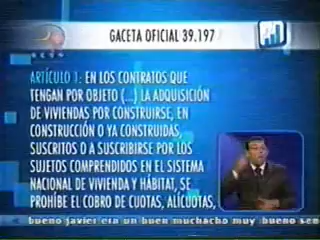 GACETA OFICIAL 39.197
ARTÍCULO 1: EN LOS CONTRATOS QUE
TENGAN POR OBJETO (...) LA ADQUISICIÓN
DE VIVIENDAS POR CONSTRUIRSE, EN
CONSTRUCCIÓN O YA CONSTRUIDAS,
SUSCRITOS O A SUSCRIBIRSE POR LOS
SUJETOS COMPRENDIDOS EN EL SISTEMA
NACIONAL DE VIVIENDA Y HÁBITAT, SE
PROHÍBE EL COBRO DE CUOTAS, ALÍCUOTAS,
bueno javier era un buen muchacho muy bueno sen